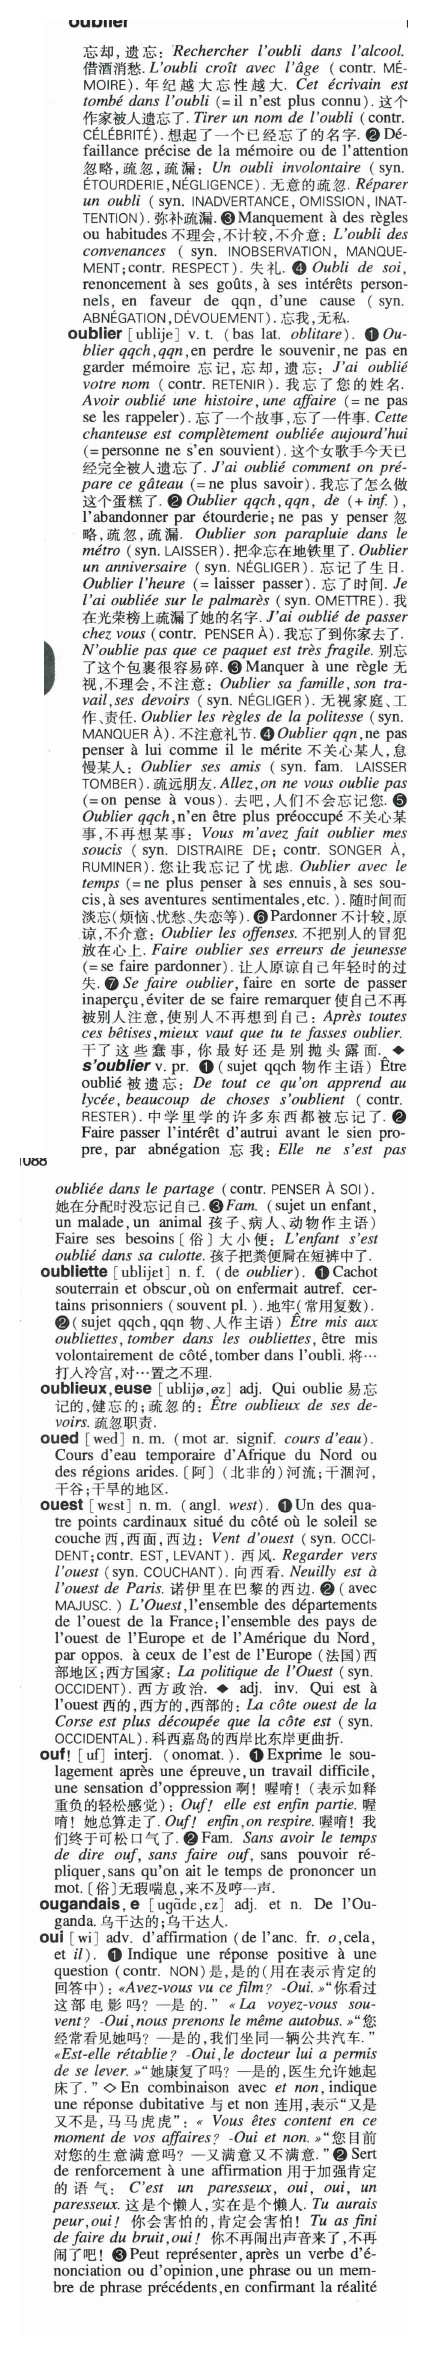 oublier
忘却, 遗忘: Rechercher l'oubli dans l'alcool.
借酒消愁. L'oubli croît avec l'âge ( contr. MÉ-
MOIRE). 年纪越大忘性越大. Cet écrivain est
tombé dans l'oubli (= il n'est plus connu). 这个
作家被人遗忘了. Tirer un nom de l'oubli (contr.
CÉLÉBRITÉ). 想起了一个已经忘了的名字. ❷ Dé-
faillance précise de la mémoire ou de l'attention
忽略, 疏忽, 疏漏: Un oubli involontaire ( syn.
ÉTOURDERIE, NÉGLIGENCE). 无意的疏忽. Réparer
un oubli ( syn. INADVERTANCE, OMISSION, INAT-
TENTION). 弥补疏漏. ❸ Manquement à des règles
ou habitudes 不理会,不计较,不介意: L'oubli des
convenances ( syn. INOBSERVATION, MANQUE-
MENT; contr. RESPECT). 失礼. ❹ Oubli de soi,
renoncement à ses goûts, à ses intérêts person-
nels, en faveur de qqn, d'une cause ( syn.
ABNÉGATION, DÉVOUEMENT). 忘我,无私.
oublier [ublije] v. t. (bas lat. oblitare). ❶ Ou-
blier qqch, qqn, en perdre le souvenir, ne pas en
garder mémoire 忘记, 忘却, 遗忘: J'ai oublié
votre nom ( contr. RETENIR). 我忘了您的姓名.
Avoir oublié une histoire, une affaire (= ne pas
se les rappeler). 忘了一个故事,忘了一件事. Cette
chanteuse est complètement oubliée aujourd'hui
(= personne ne s'en souvient). 这个女歌手今天已
经完全被人遗忘了. J'ai oublié comment on pré-
pare ce gâteau (= ne plus savoir). 我忘了怎么做
这个蛋糕了. ❷ Oublier qqch, qqn, de (+ inf.),
l'abandonner par étourderie; ne pas y penser 忽
略, 疏忽, 疏漏. Oublier son parapluie dans le
métro (syn. LAISSER). 把伞忘在地铁里了. Oublier
un anniversaire ( syn. NÉGLIGER). 忘记了生日.
Oublier l'heure (= laisser passer). 忘了时间. Je
l'ai oubliée sur le palmarès ( syn. OMETTRE). 我
在光荣榜上疏漏了她的名字. J'ai oublié de passer
chez vous (contr. PENSER À). 我忘了到你家去了.
N'oublie pas que ce paquet est très fragile. 别忘
了这个包裹很容易碎. ❸ Manquer à une règle 无
视,不理会,不注意: Oublier sa famille, son tra-
vail, ses devoirs ( syn. NÉGLIGER). 无视家庭、工
作、责任. Oublier les règles de la politesse ( syn.
MANQUER À). 不注意礼节. ❹ Oublier qqn, ne pas
penser à lui comme il le mérite 不关心某人,怠
慢某人: Oublier ses amis ( syn. fam. LAISSER
TOMBER). 疏远朋友. Allez, on ne vous oublie pas
(= on pense à vous). 去吧, 人们不会忘记您. ❺
Oublier qqch, n'en être plus préoccupé 不关心某
事,不再想某事: Vous m'avez fait oublier mes
soucis ( syn. DISTRAIRE DE; contr. SONGER À,
RUMINER). 您让我忘记了忧虑. Oublier avec le
temps (= ne plus penser à ses ennuis, à ses sou-
cis, à ses aventures sentimentales, etc.). 随时间而
淡忘(烦恼、忧愁、失恋等). ❻ Pardonner 不计较,原
谅,不介意: Oublier les offenses. 不把别人的冒犯
放在心上. Faire oublier ses erreurs de jeunesse
(= se faire pardonner). 让人原谅自己年轻时的过
失. ❼ Se faire oublier, faire en sorte de passer
inaperçu, éviter de se faire remarquer 使自己不再
被别人注意, 使别人不再想到自己: Après toutes
ces bêtises, mieux vaut que tu te fasses oublier.
干了这些蠢事, 你最好还是别抛头露面. ◆
s'oublier v. pr. ❶ (sujet qqch 物作主语) Être
oublié 被遗忘: De tout ce qu'on apprend au
lycée, beaucoup de choses s'oublient ( contr.
RESTER). 中学里学的许多东西都被忘记了. ❷
Faire passer l'intérêt d'autrui avant le sien pro-
pre, par abnégation 忘我: Elle ne s'est pas
1088
oubliée dans le partage (contr. PENSER À SOI).
她在分配时没忘记自己. ❸ Fam. (sujet un enfant,
un malade, un animal 孩子、病人、动物作主语)
Faire ses besoins [俗] 大小便: L'enfant s'est
oublié dans sa culotte. 孩子把粪便屙在短裤中了.
oubliette [ublijet] n. f. (de oublier). ❶ Cachot
souterrain et obscur, où on enfermait autref. cer-
tains prisonniers (souvent pl.). 地牢(常用复数).
❷ (sujet qqch, qqn 物、人作主语) Être mis aux
oubliettes, tomber dans les oubliettes, être mis
volontairement de côté, tomber dans l'oubli. 将…
打入冷宫, 对…置之不理.
oublieux, euse [ublijø, øz] adj. Qui oublie 易忘
记的,健忘的; 疏忽的: Être oublieux de ses de-
voirs. 疏忽职责.
oued [wed] n. m. (mot ar. signif. cours d'eau).
Cours d'eau temporaire d'Afrique du Nord ou
des régions arides. 〔阿〕(北非的)河流; 干涸河,
干谷; 干旱的地区.
ouest [west] n. m. (angl. west). ❶ Un des qua-
tre points cardinaux situé du côté où le soleil se
couche 西, 西面, 西边: Vent d'ouest ( syn. OCCI-
DENT; contr. EST, LEVANT). 西风. Regarder vers
l'ouest (syn. COUCHANT). 向西看. Neuilly est à
l'ouest de Paris. 诺伊里在巴黎的西边. ❷ ( avec
MAJUSC.) L'Ouest, l'ensemble des départements
de l'ouest de la France; l'ensemble des pays de
l'ouest de l'Europe et de l'Amérique du Nord,
par oppos. à ceux de l'est de l'Europe (法国)西
部地区;西方国家: La politique de l'Ouest (syn.
OCCIDENT). 西方政治. ◆ adj. inv. Qui est à
l'ouest 西的, 西方的, 西部的: La côte ouest de la
Corse est plus découpée que la côte est ( syn.
OCCIDENTAL). 科西嘉岛的西岸比东岸更曲折.
ouf! [uf] interj. ( onomat.). ❶ Exprime le sou-
lagement après une épreuve, un travail difficile,
une sensation d'oppression 啊! 喔唷! (表示如释
重负的轻松感觉): Ouf! elle est enfin partie. 喔
唷! 她总算走了. Ouf! enfin, on respire. 喔唷! 我
们终于可松口气了. ❷ Fam. Sans avoir le temps
de dire ouf, sans faire ouf, sans pouvoir ré-
pliquer, sans qu'on ait le temps de prononcer un
mot. 〔俗〕无瑕喘息,来不及哼一声.
ougandais, e [ugɑ̃dɛ, ɛz] adj. et n. De l'Ou-
ganda. 乌干达的; 乌干达人.
oui [wi] adv. d'affirmation (de l'anc. fr. o, cela,
et il). ❶ Indique une réponse positive à une
question (contr. NON) 是, 是的(用在表示肯定的
回答中): «Avez-vous vu ce film? -Oui. »“你看过
这部电影吗? —是的.” « La voyez-vous sou-
vent? -Oui, nous prenons le même autobus. »“您
经常看见她吗? —是的, 我们坐同一辆公共汽车.”
«Est-elle rétablie? -Oui, le docteur lui a permis
de se lever. »“她康复了吗? —是的,医生允许她起
床了.” ◇ En combinaison avec et non, indique
une réponse dubitative 与 et non 连用,表示“又是
又不是, 马马虎虎”: « Vous êtes content en ce
moment de vos affaires? -Oui et non. »“您目前
对您的生意满意吗? —又满意又不满意.” ❷ Sert
de renforcement à une affirmation 用于加强肯定
的语气: C'est un paresseux, oui, oui, un
paresseux. 这是个懒人, 实在是个懒人. Tu aurais
peur, oui! 你会害怕的, 肯定会害怕! Tu as fini
de faire du bruit, oui! 你不再闹出声音来了,不再
闹了吧! ❸ Peut représenter, après un verbe d'é-
nonciation ou d'opinion, une phrase ou un mem-
bre de phrase précédents, en confirmant la réalité